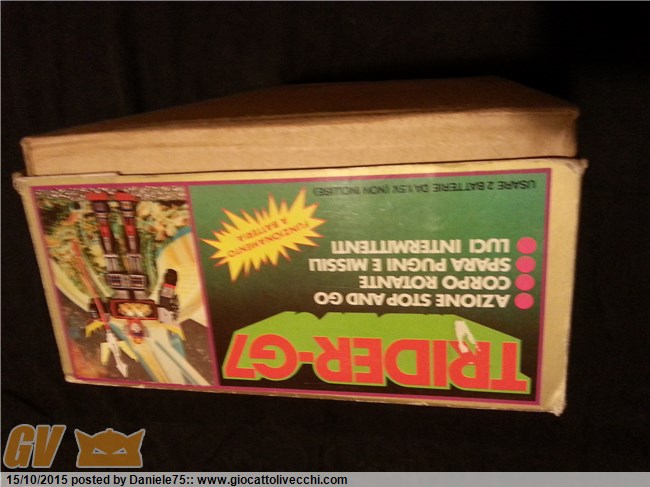 TRIDER-G7
● AZIONE STOP AND GO
● CORPO ROTANTE
● SPARA PUGNI E MISSILI
● LUCI INTERMITTENTI
FUNZIONAMENTO
A BATTERIA
USARE 2 BATTERIE DA 1.5V (NON INCLUSE)
GV
15/10/2015 posted by Daniele75:: www.giocattolivecchi.com